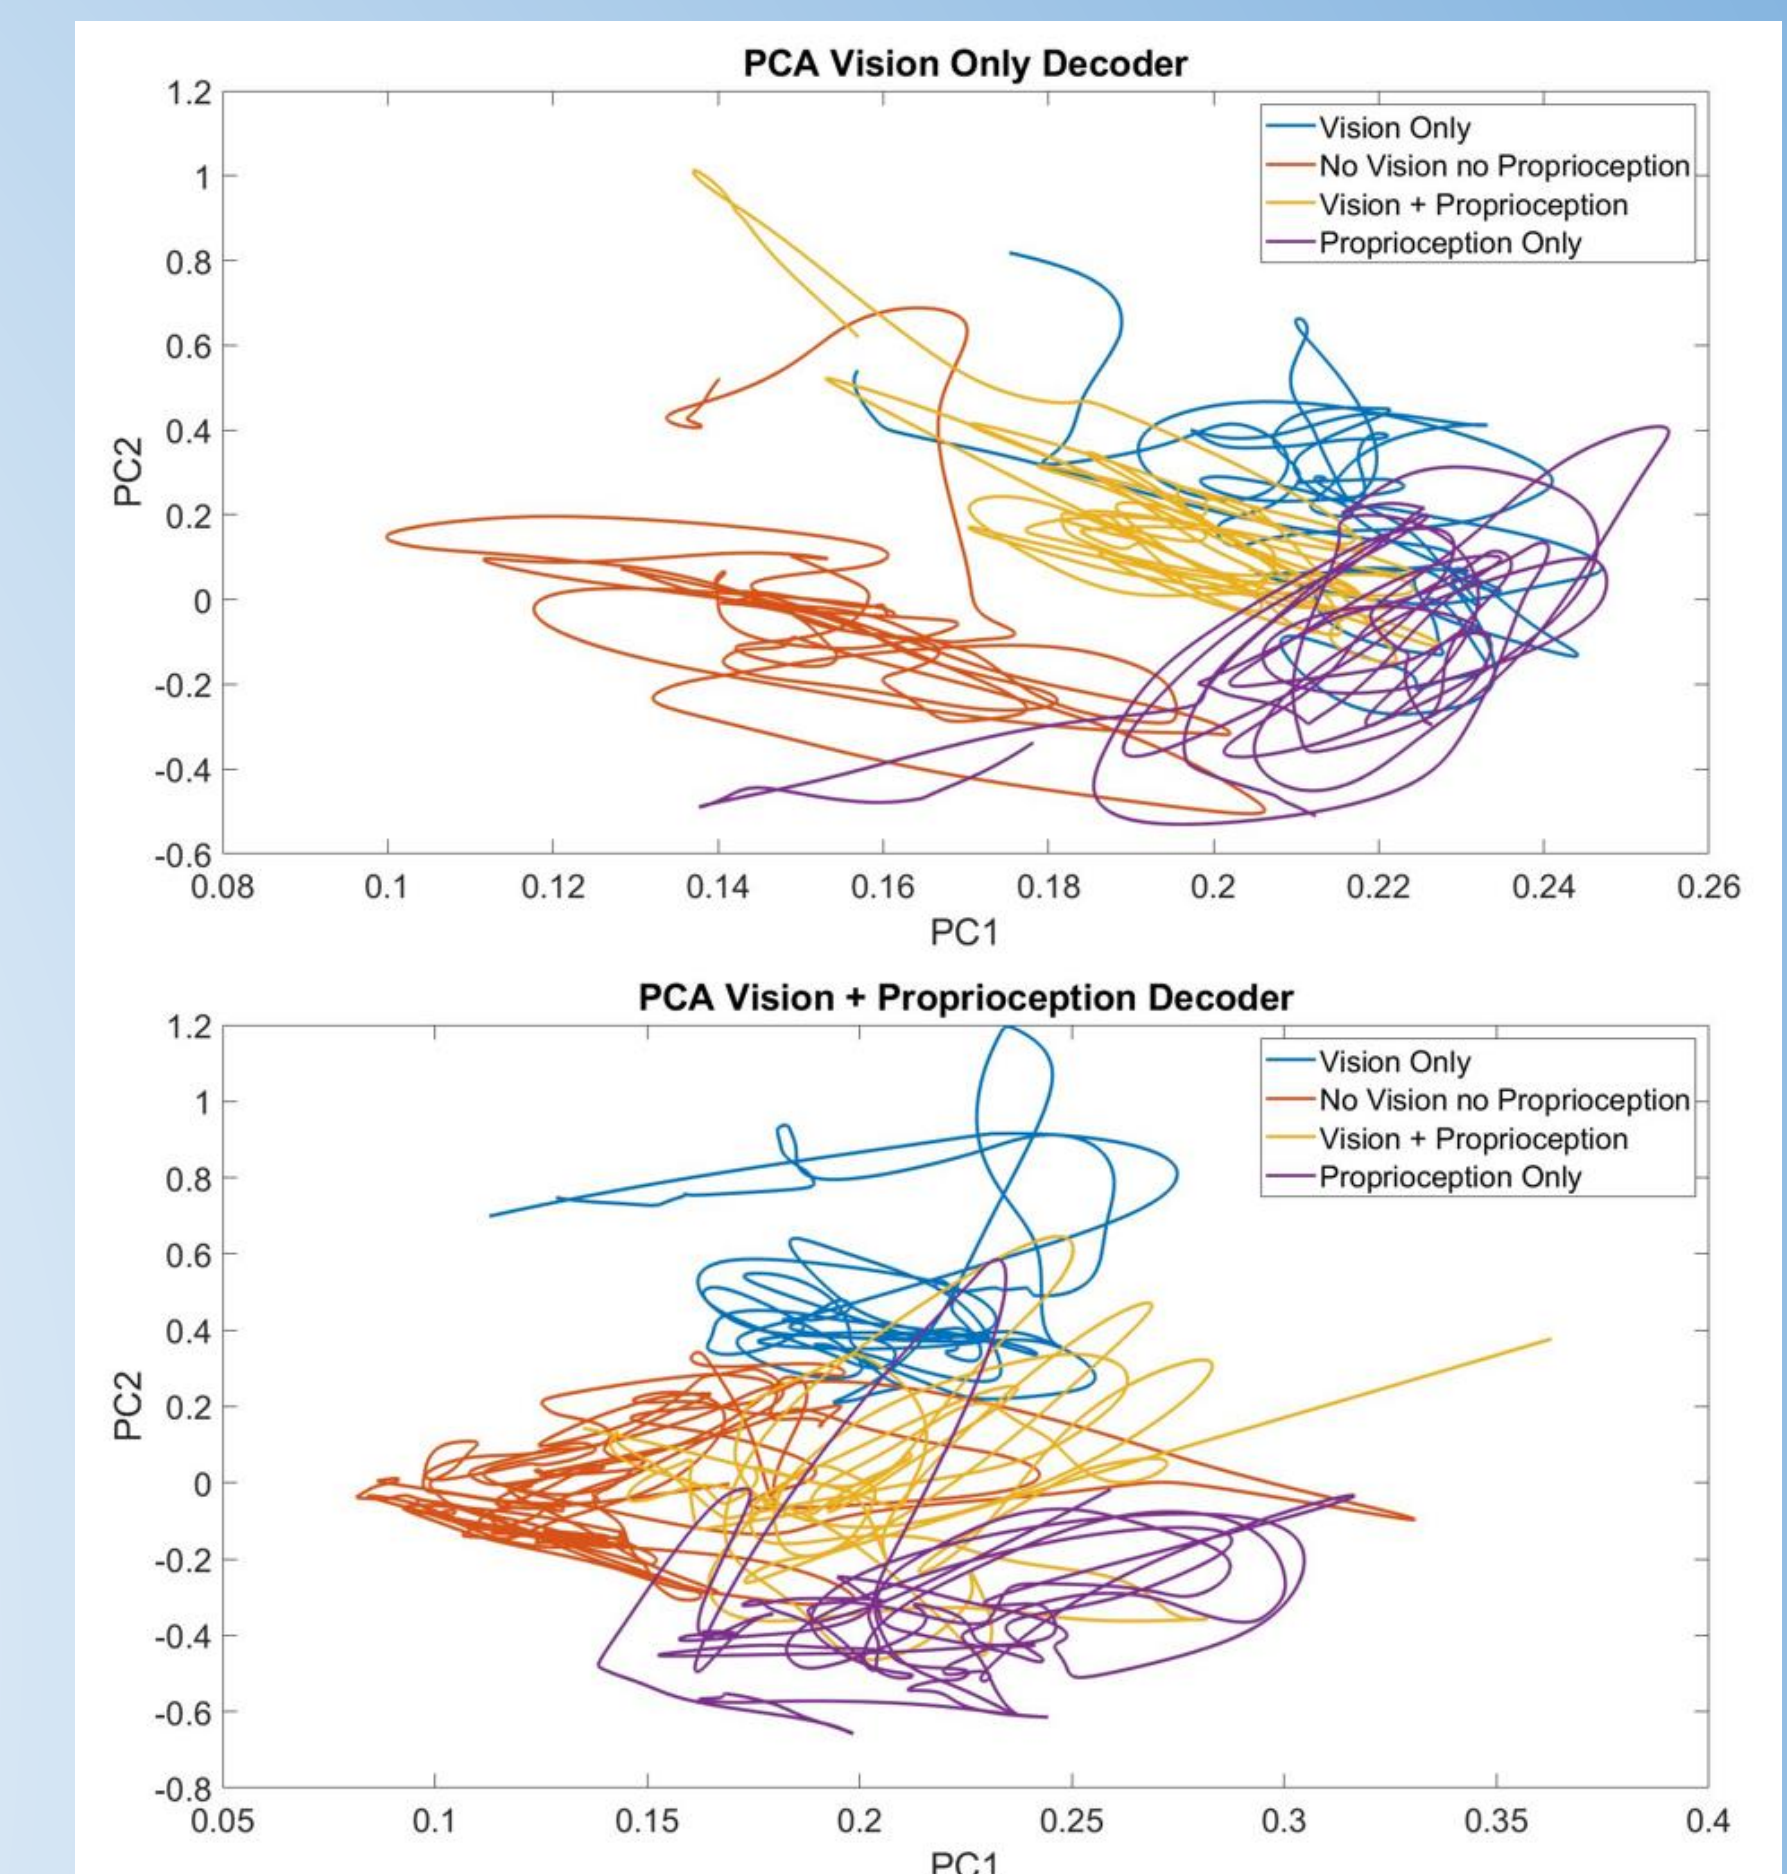 PCA Vision Only Decoder
1.2
1
0.8
0.6
0.4
0.2
0
-0.2
-0.4
-0.6
PC2
Vision Only
No Vision no Proprioception
Vision + Proprioception
Proprioception Only
0.08 0.1 0.12 0.14 0.16 0.18 0.2 0.22 0.24 0.26
PC1
PCA Vision + Proprioception Decoder
1.2
1
0.8
0.6
0.4
0.2
0
-0.2
-0.4
-0.6
-0.8
PC2
Vision Only
No Vision no Proprioception
Vision + Proprioception
Proprioception Only
0.05 0.1 0.15 0.2 0.25 0.3 0.35 0.4
PC1